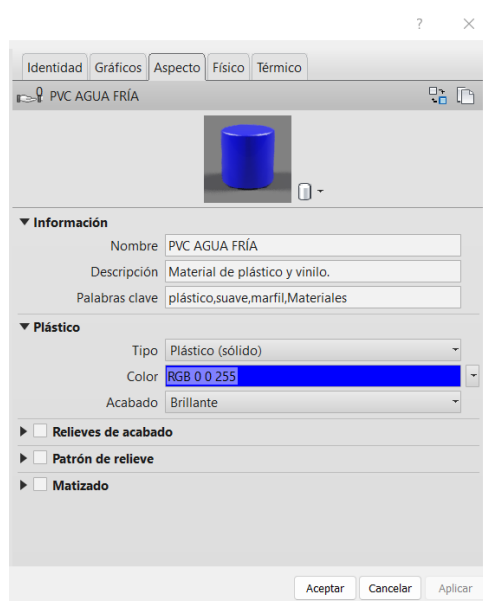 ?
Identidad Gráficos Aspecto Físico Térmico
PVC AGUA FRÍA
Información
Nombre PVC AGUA FRÍA
Descripción Material de plástico y vinilo.
Palabras clave plástico,suave,marfil,Materiales
Plástico
Tipo Plástico (sólido)
Color RGB 0 0 255
Acabado Brillante
Relieves de acabado
Patrón de relieve
Matizado
Aceptar Cancelar Aplicar